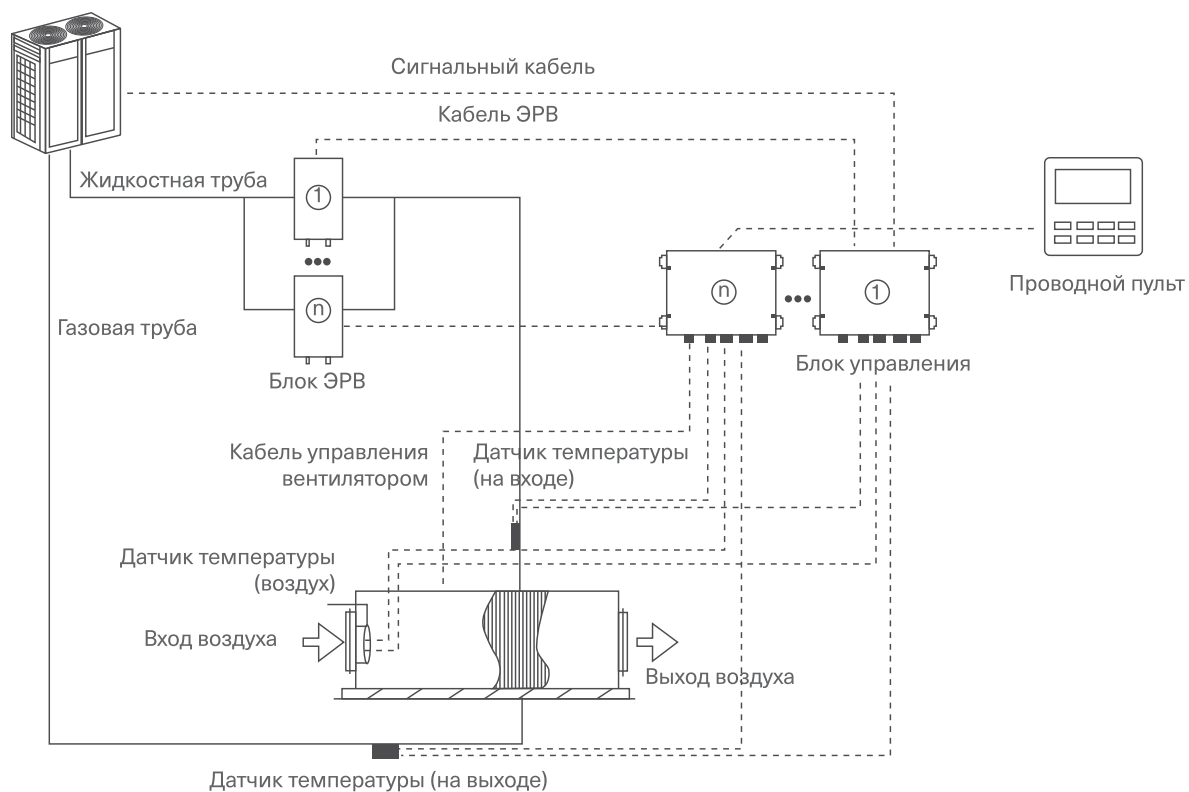 Сигнальный кабель
Кабель ЭРВ
Жидкостная труба
1
n
Газовая труба
Блок ЭРВ
n
1
Проводной пульт
Блок управления
Кабель управления
вентилятором
Датчик температуры
(на входе)
Датчик температуры
(воздух)
Вход воздуха
Выход воздуха
Датчик температуры (на выходе)